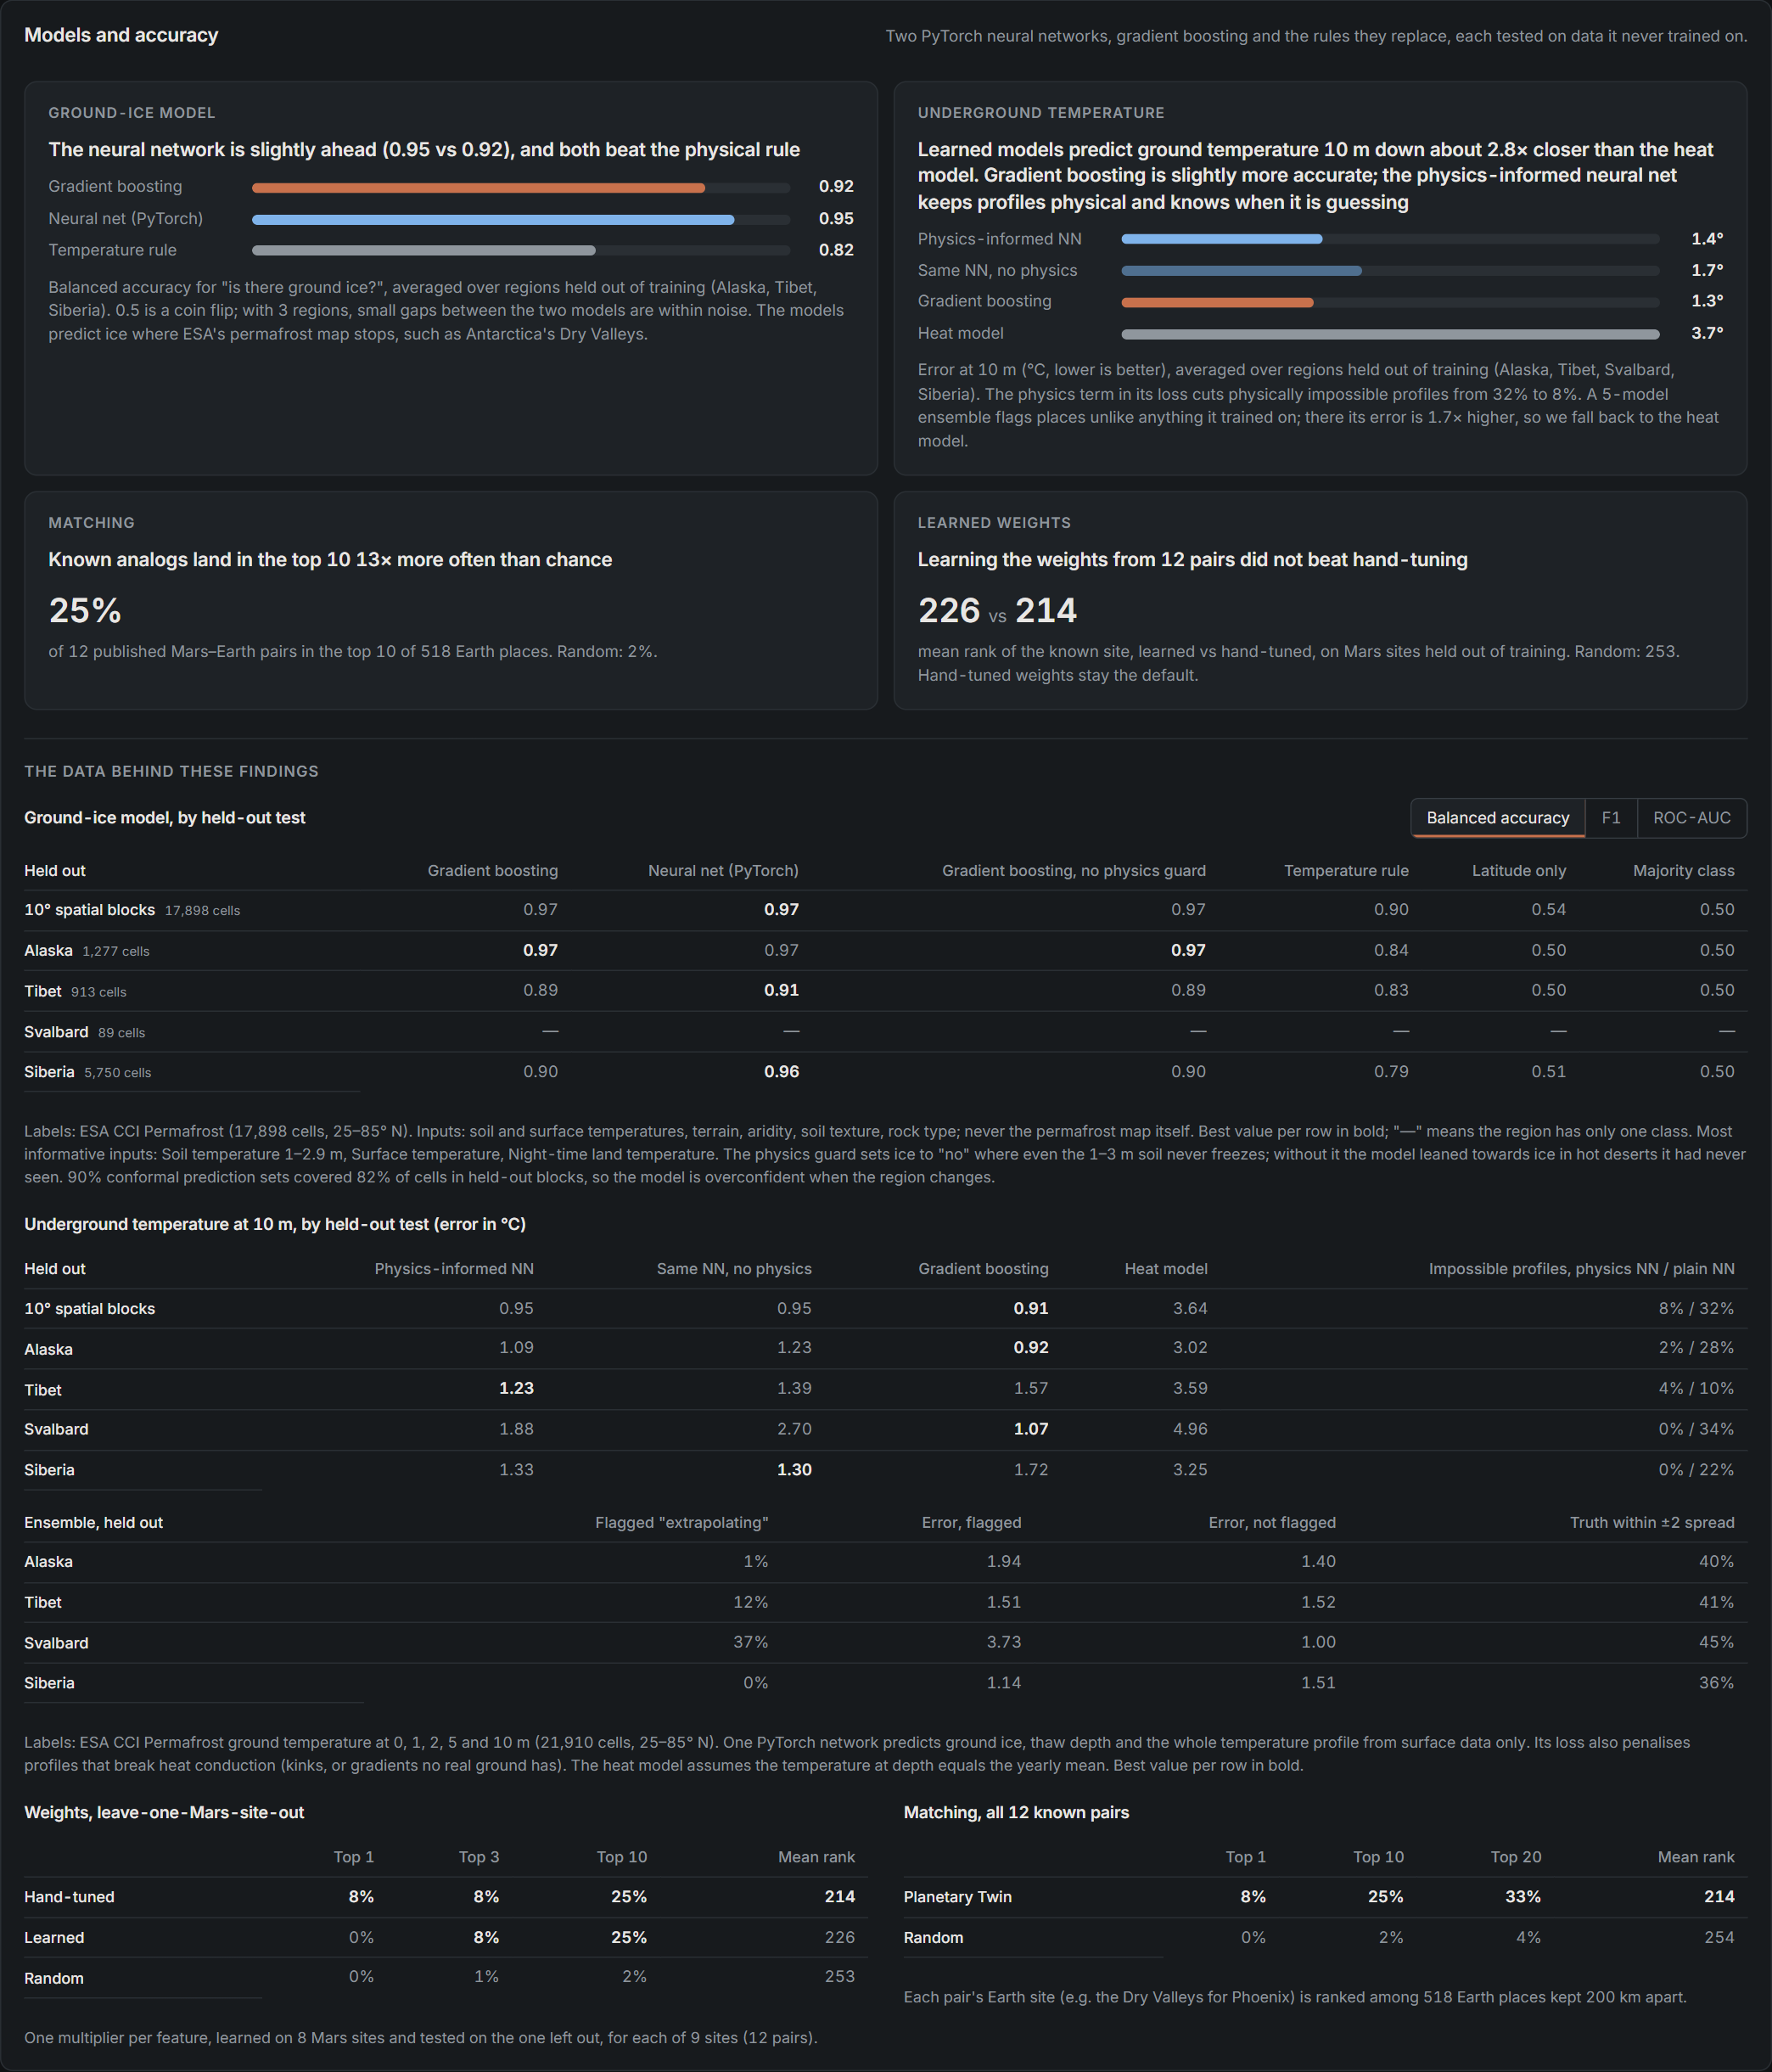 Models and accuracy
Two PyTorch neural networks, gradient boosting and the rules they replace, each tested on data it never trained on.
GROUND-ICE MODEL
The neural network is slightly ahead (0.95 vs 0.92), and both beat the physical rule
Gradient boosting 0.92
Neural net (PyTorch) 0.95
Temperature rule 0.82
Balanced accuracy for "is there ground ice?", averaged over regions held out of training (Alaska, Tibet,
Siberia). 0.5 is a coin flip; with 3 regions, small gaps between the two models are within noise. The models
predict ice where ESA's permafrost map stops, such as Antarctica's Dry Valleys.
UNDERGROUND TEMPERATURE
Learned models predict ground temperature 10 m down about 2.8× closer than the heat
model. Gradient boosting is slightly more accurate; the physics-informed neural net
keeps profiles physical and knows when it is guessing
Physics-informed NN 1.4°
Same NN, no physics 1.7°
Gradient boosting 1.3°
Heat model 3.7°
Error at 10 m (°C, lower is better), averaged over regions held out of training (Alaska, Tibet, Svalbard,
Siberia). The physics term in its loss cuts physically impossible profiles from 32% to 8%. A 5-model
ensemble flags places unlike anything it trained on; there its error is 1.7× higher, so we fall back to the heat
model.
MATCHING
Known analogs land in the top 10 13× more often than chance
25%
of 12 published Mars–Earth pairs in the top 10 of 518 Earth places. Random: 2%.
LEARNED WEIGHTS
Learning the weights from 12 pairs did not beat hand-tuning
226 vs 214
mean rank of the known site, learned vs hand-tuned, on Mars sites held out of training. Random: 253.
Hand-tuned weights stay the default.
THE DATA BEHIND THESE FINDINGS
Ground-ice model, by held-out test
Balanced accuracy F1 ROC-AUC
Held out Gradient boosting Neural net (PyTorch) Gradient boosting, no physics guard Temperature rule Latitude only Majority class
10° spatial blocks 17,898 cells 0.97 0.97 0.97 0.90 0.54 0.50
Alaska 1,277 cells 0.97 0.97 0.97 0.84 0.50 0.50
Tibet 913 cells 0.89 0.91 0.89 0.83 0.50 0.50
Svalbard 89 cells — — — — — —
Siberia 5,750 cells 0.90 0.96 0.90 0.79 0.51 0.50
Labels: ESA CCI Permafrost (17,898 cells, 25–85° N). Inputs: soil and surface temperatures, terrain, aridity, soil texture, rock type; never the permafrost map itself. Best value per row in bold; "—" means the region has only one class. Most
informative inputs: Soil temperature 1–2.9 m, Surface temperature, Night-time land temperature. The physics guard sets ice to "no" where even the 1–3 m soil never freezes; without it the model leaned towards ice in hot deserts it had never
seen. 90% conformal prediction sets covered 82% of cells in held-out blocks, so the model is overconfident when the region changes.
Underground temperature at 10 m, by held-out test (error in °C)
Held out Physics-informed NN Same NN, no physics Gradient boosting Heat model Impossible profiles, physics NN / plain NN
10° spatial blocks 0.95 0.95 0.91 3.64 8% / 32%
Alaska 1.09 1.23 0.92 3.02 2% / 28%
Tibet 1.23 1.39 1.57 3.59 4% / 10%
Svalbard 1.88 2.70 1.07 4.96 0% / 34%
Siberia 1.33 1.30 1.72 3.25 0% / 22%
Ensemble, held out Flagged "extrapolating" Error, flagged Error, not flagged Truth within ±2 spread
Alaska 1% 1.94 1.40 40%
Tibet 12% 1.51 1.52 41%
Svalbard 37% 3.73 1.00 45%
Siberia 0% 1.14 1.51 36%
Labels: ESA CCI Permafrost ground temperature at 0, 1, 2, 5 and 10 m (21,910 cells, 25–85° N). One PyTorch network predicts ground ice, thaw depth and the whole temperature profile from surface data only. Its loss also penalises
profiles that break heat conduction (kinks, or gradients no real ground has). The heat model assumes the temperature at depth equals the yearly mean. Best value per row in bold.
Weights, leave-one-Mars-site-out
Top 1 Top 3 Top 10 Mean rank
Hand-tuned 8% 8% 25% 214
Learned 0% 8% 25% 226
Random 0% 1% 2% 253
One multiplier per feature, learned on 8 Mars sites and tested on the one left out, for each of 9 sites (12 pairs).
Matching, all 12 known pairs
Top 1 Top 10 Top 20 Mean rank
Planetary Twin 8% 25% 33% 214
Random 0% 2% 4% 254
Each pair's Earth site (e.g. the Dry Valleys for Phoenix) is ranked among 518 Earth places kept 200 km apart.